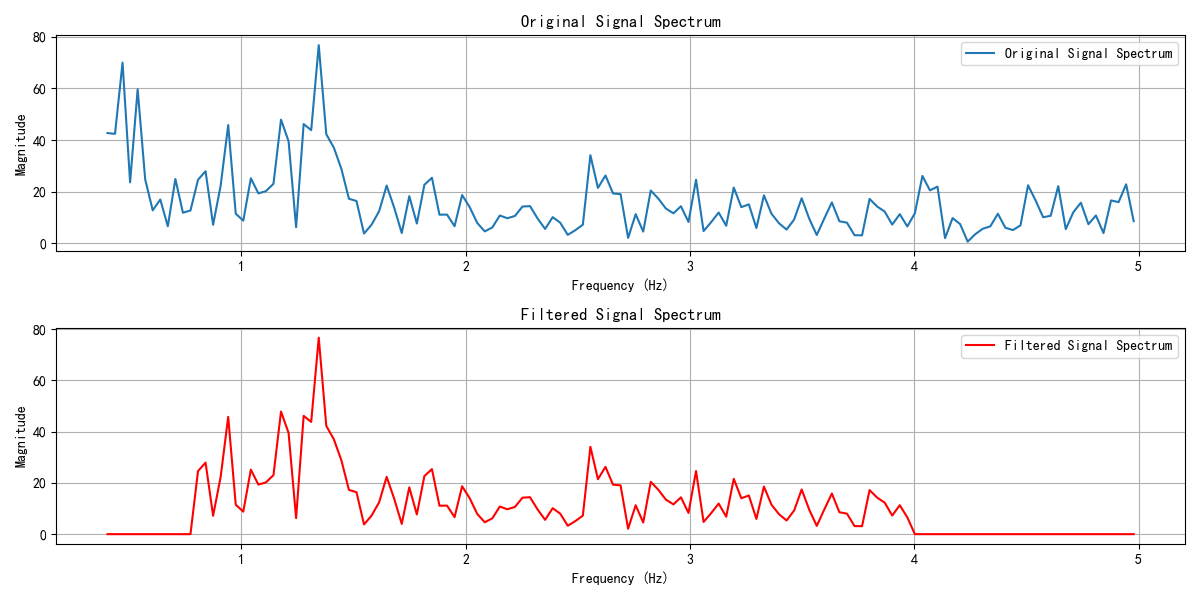 Original Signal Spectrum
80
60
40
20
0
Magnitude
Original Signal Spectrum
1
2
3
4
5
Frequency (Hz)
Filtered Signal Spectrum
80
60
40
20
0
Magnitude
Filtered Signal Spectrum
1
2
3
4
5
Frequency (Hz)